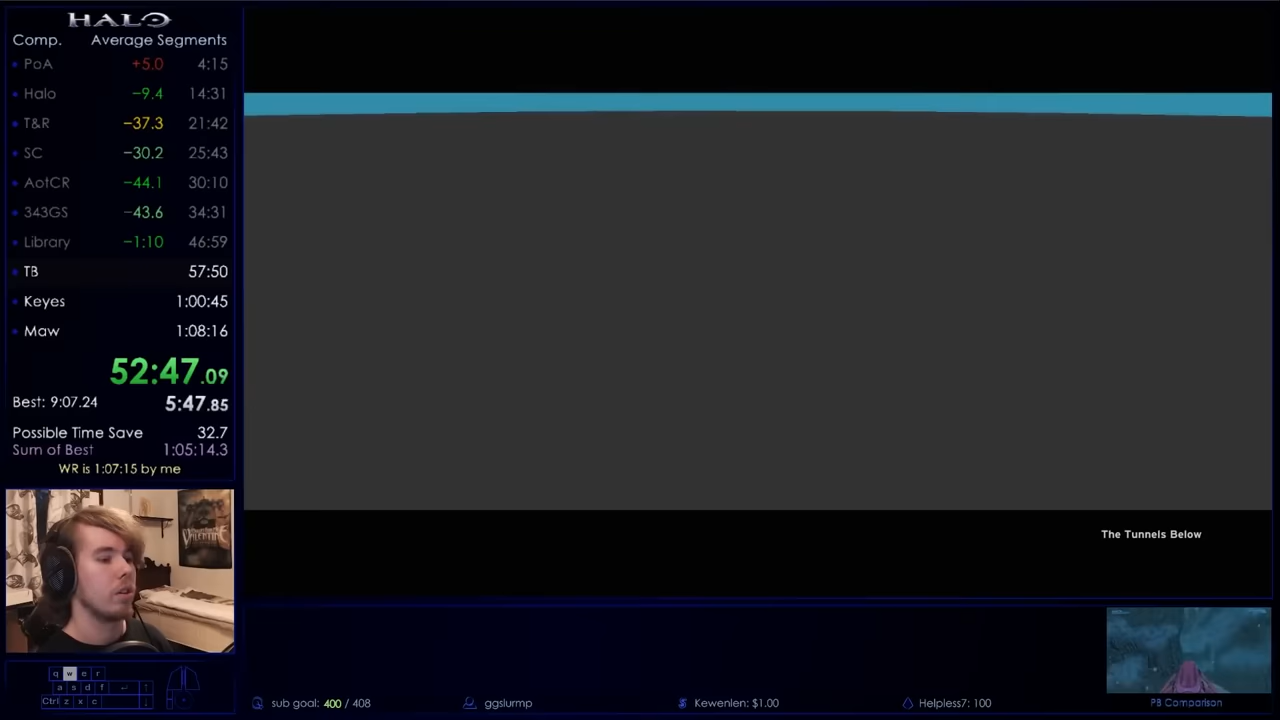 HALO
Comp. Average Segments
PoA +5.0 4:15
Halo −9.4 14:31
T&R −37.3 21:42
SC −30.2 25:43
AotCR −44.1 30:10
343GS −43.6 34:31
Library −1:10 46:59
TB 57:50
Keyes 1:00:45
Maw 1:08:16
52:47.09
Best: 9:07.24 5:47.85
Possible Time Save 32.7
Sum of Best 1:05:14.3
WR is 1:07:15 by me
The Tunnels Below
q w e r
a s d f
Ctrl z x c
sub goal: 400 / 408
ggslurmp
Kewenlen: $1.00
Helpless7: 100
PB Comparison